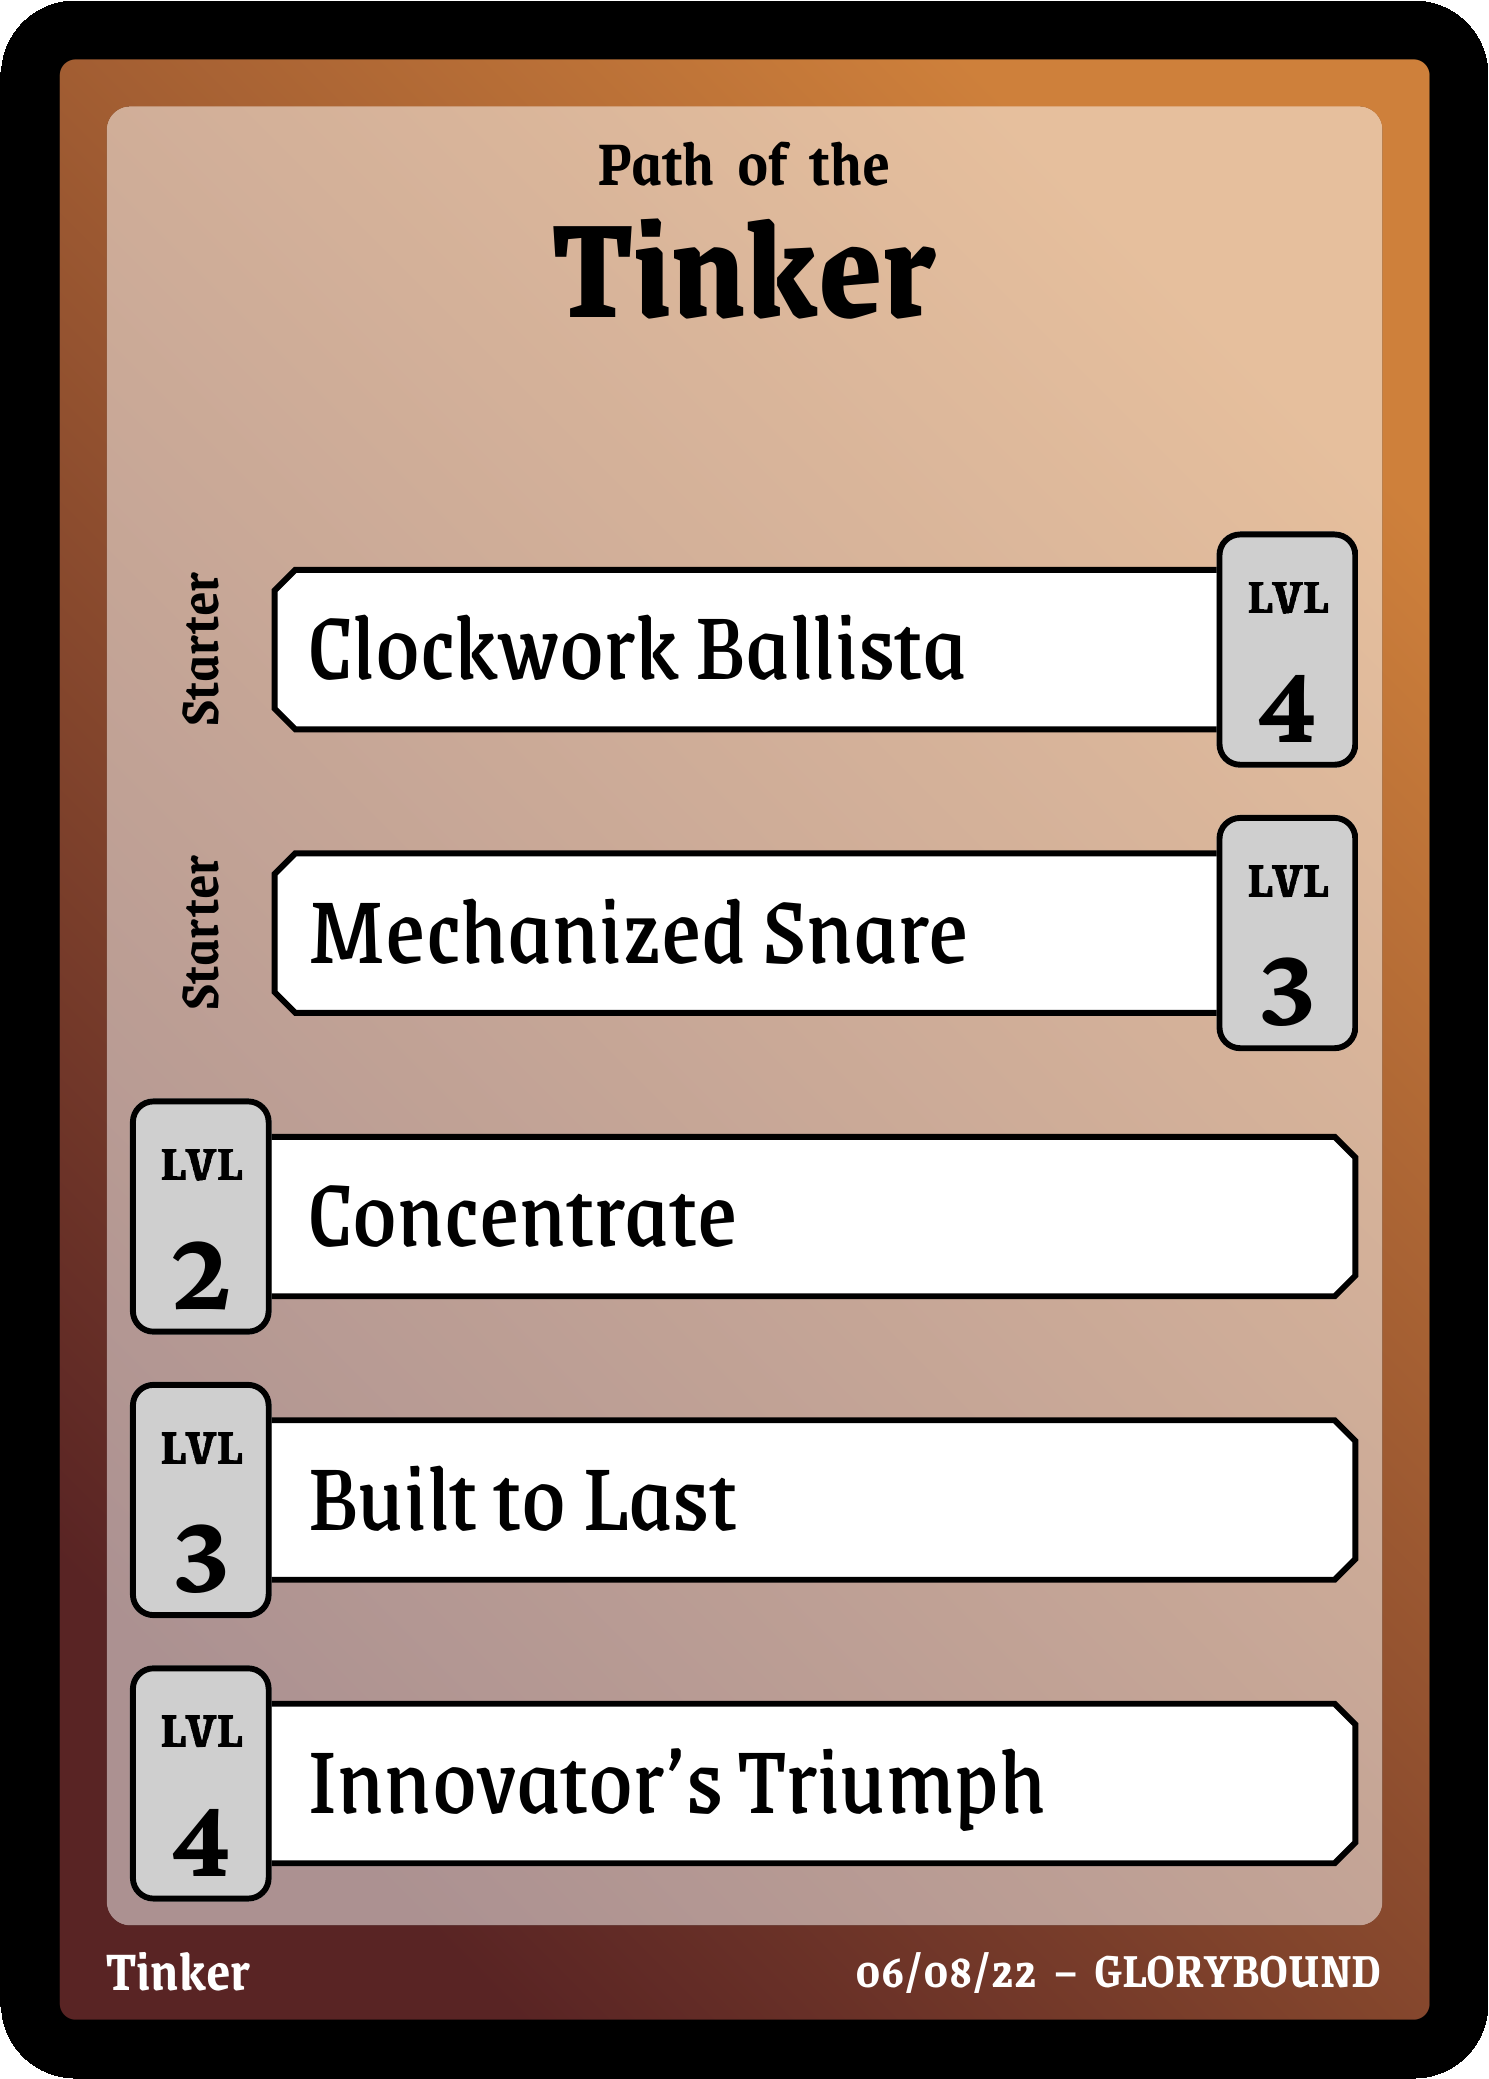 Path of the
Tinker
Starter
Clockwork Ballista
LVL
4
Starter
Mechanized Snare
LVL
3
LVL
2
Concentrate
LVL
3
Built to Last
LVL
4
Innovator’s Triumph
Tinker
06/08/22 – GLORYBOUND